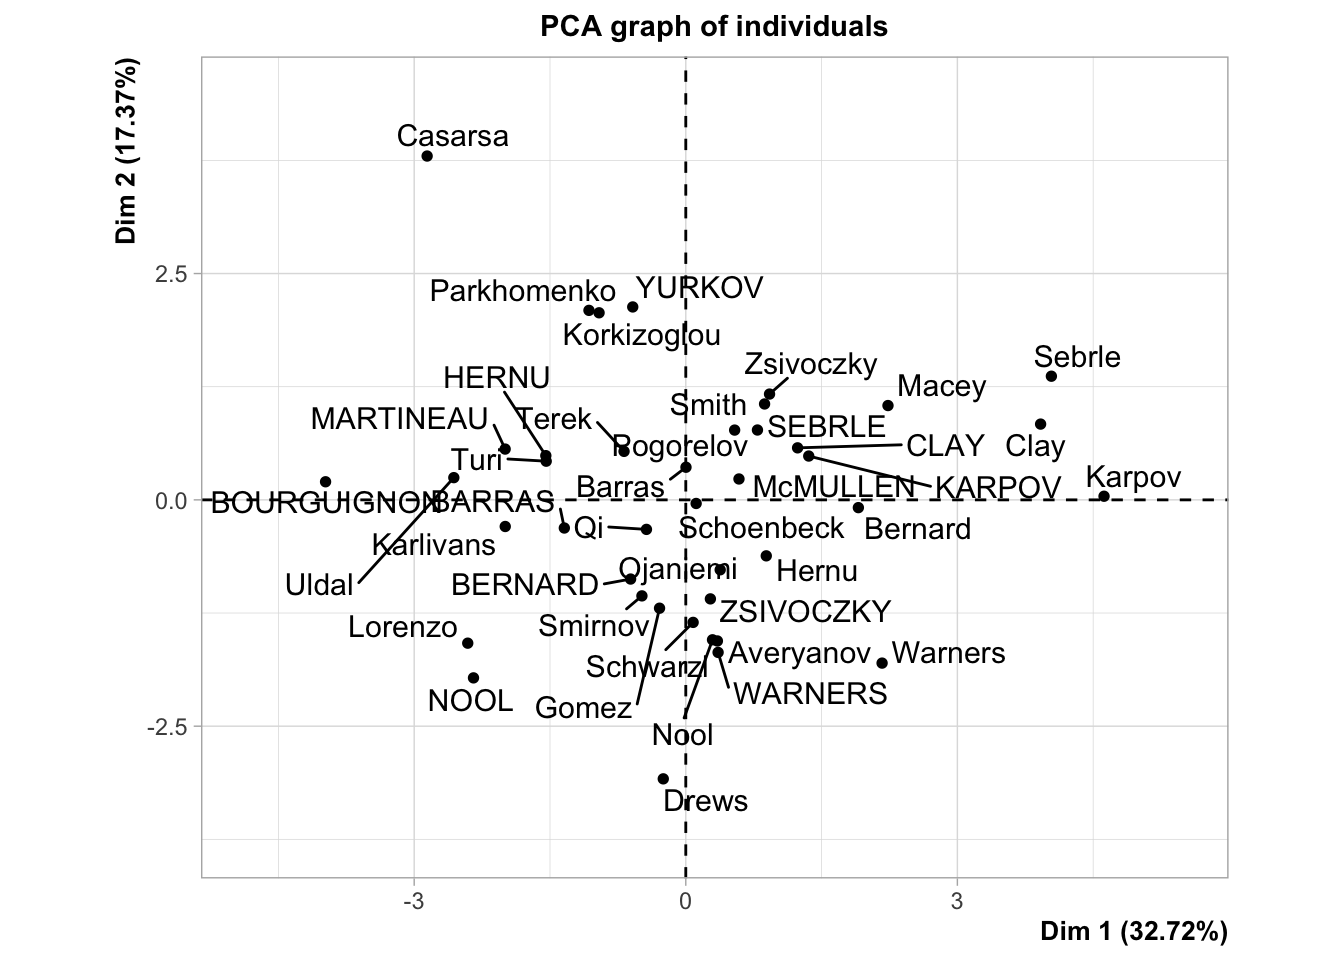 PCA graph of individuals
Dim 2 (17.37%)
Casarsa
2.5
Parkhomenko
YURKOV
Korkizoglou
Sebrle
Zsivoczky
HERNU
Macey
Smith
MARTINEAU
Terek
SEBRLE
Pogorelov
CLAY
Clay
Turi
Karpov
Barras
McMULLEN
KARPOV
0.0
BOURGUIGNON
BARRAS
Qi
Schoenbeck
Bernard
Karlivans
Ojaniemi
Hernu
Uldal
BERNARD
ZSIVOCZKY
Lorenzo
Smirnov
Averyanov
Warners
Schwarzl
WARNERS
NOOL
Gomez
-2.5
Nool
Drews
-3
0
3
Dim 1 (32.72%)